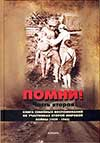 ПОМНИ!
Часть вторая
КНИГА СЕМЕЙНЫХ ВОСПОМИНАНИЙ
ОБ УЧАСТНИКАХ ВТОРОЙ МИРОВОЙ
ВОЙНЫ (1939 - 1945)